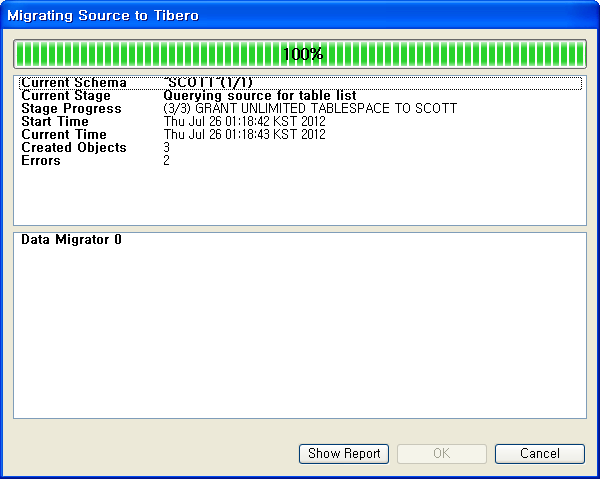 Migrating Source to Tibero
100%
Current Schema "SCOTT"(1/1)
Current Stage Querying source for table list
Stage Progress (3/3) GRANT UNLIMITED TABLESPACE TO SCOTT
Start Time Thu Jul 26 01:18:42 KST 2012
Current Time Thu Jul 26 01:18:43 KST 2012
Created Objects 3
Errors 2
Data Migrator 0
Show Report OK Cancel